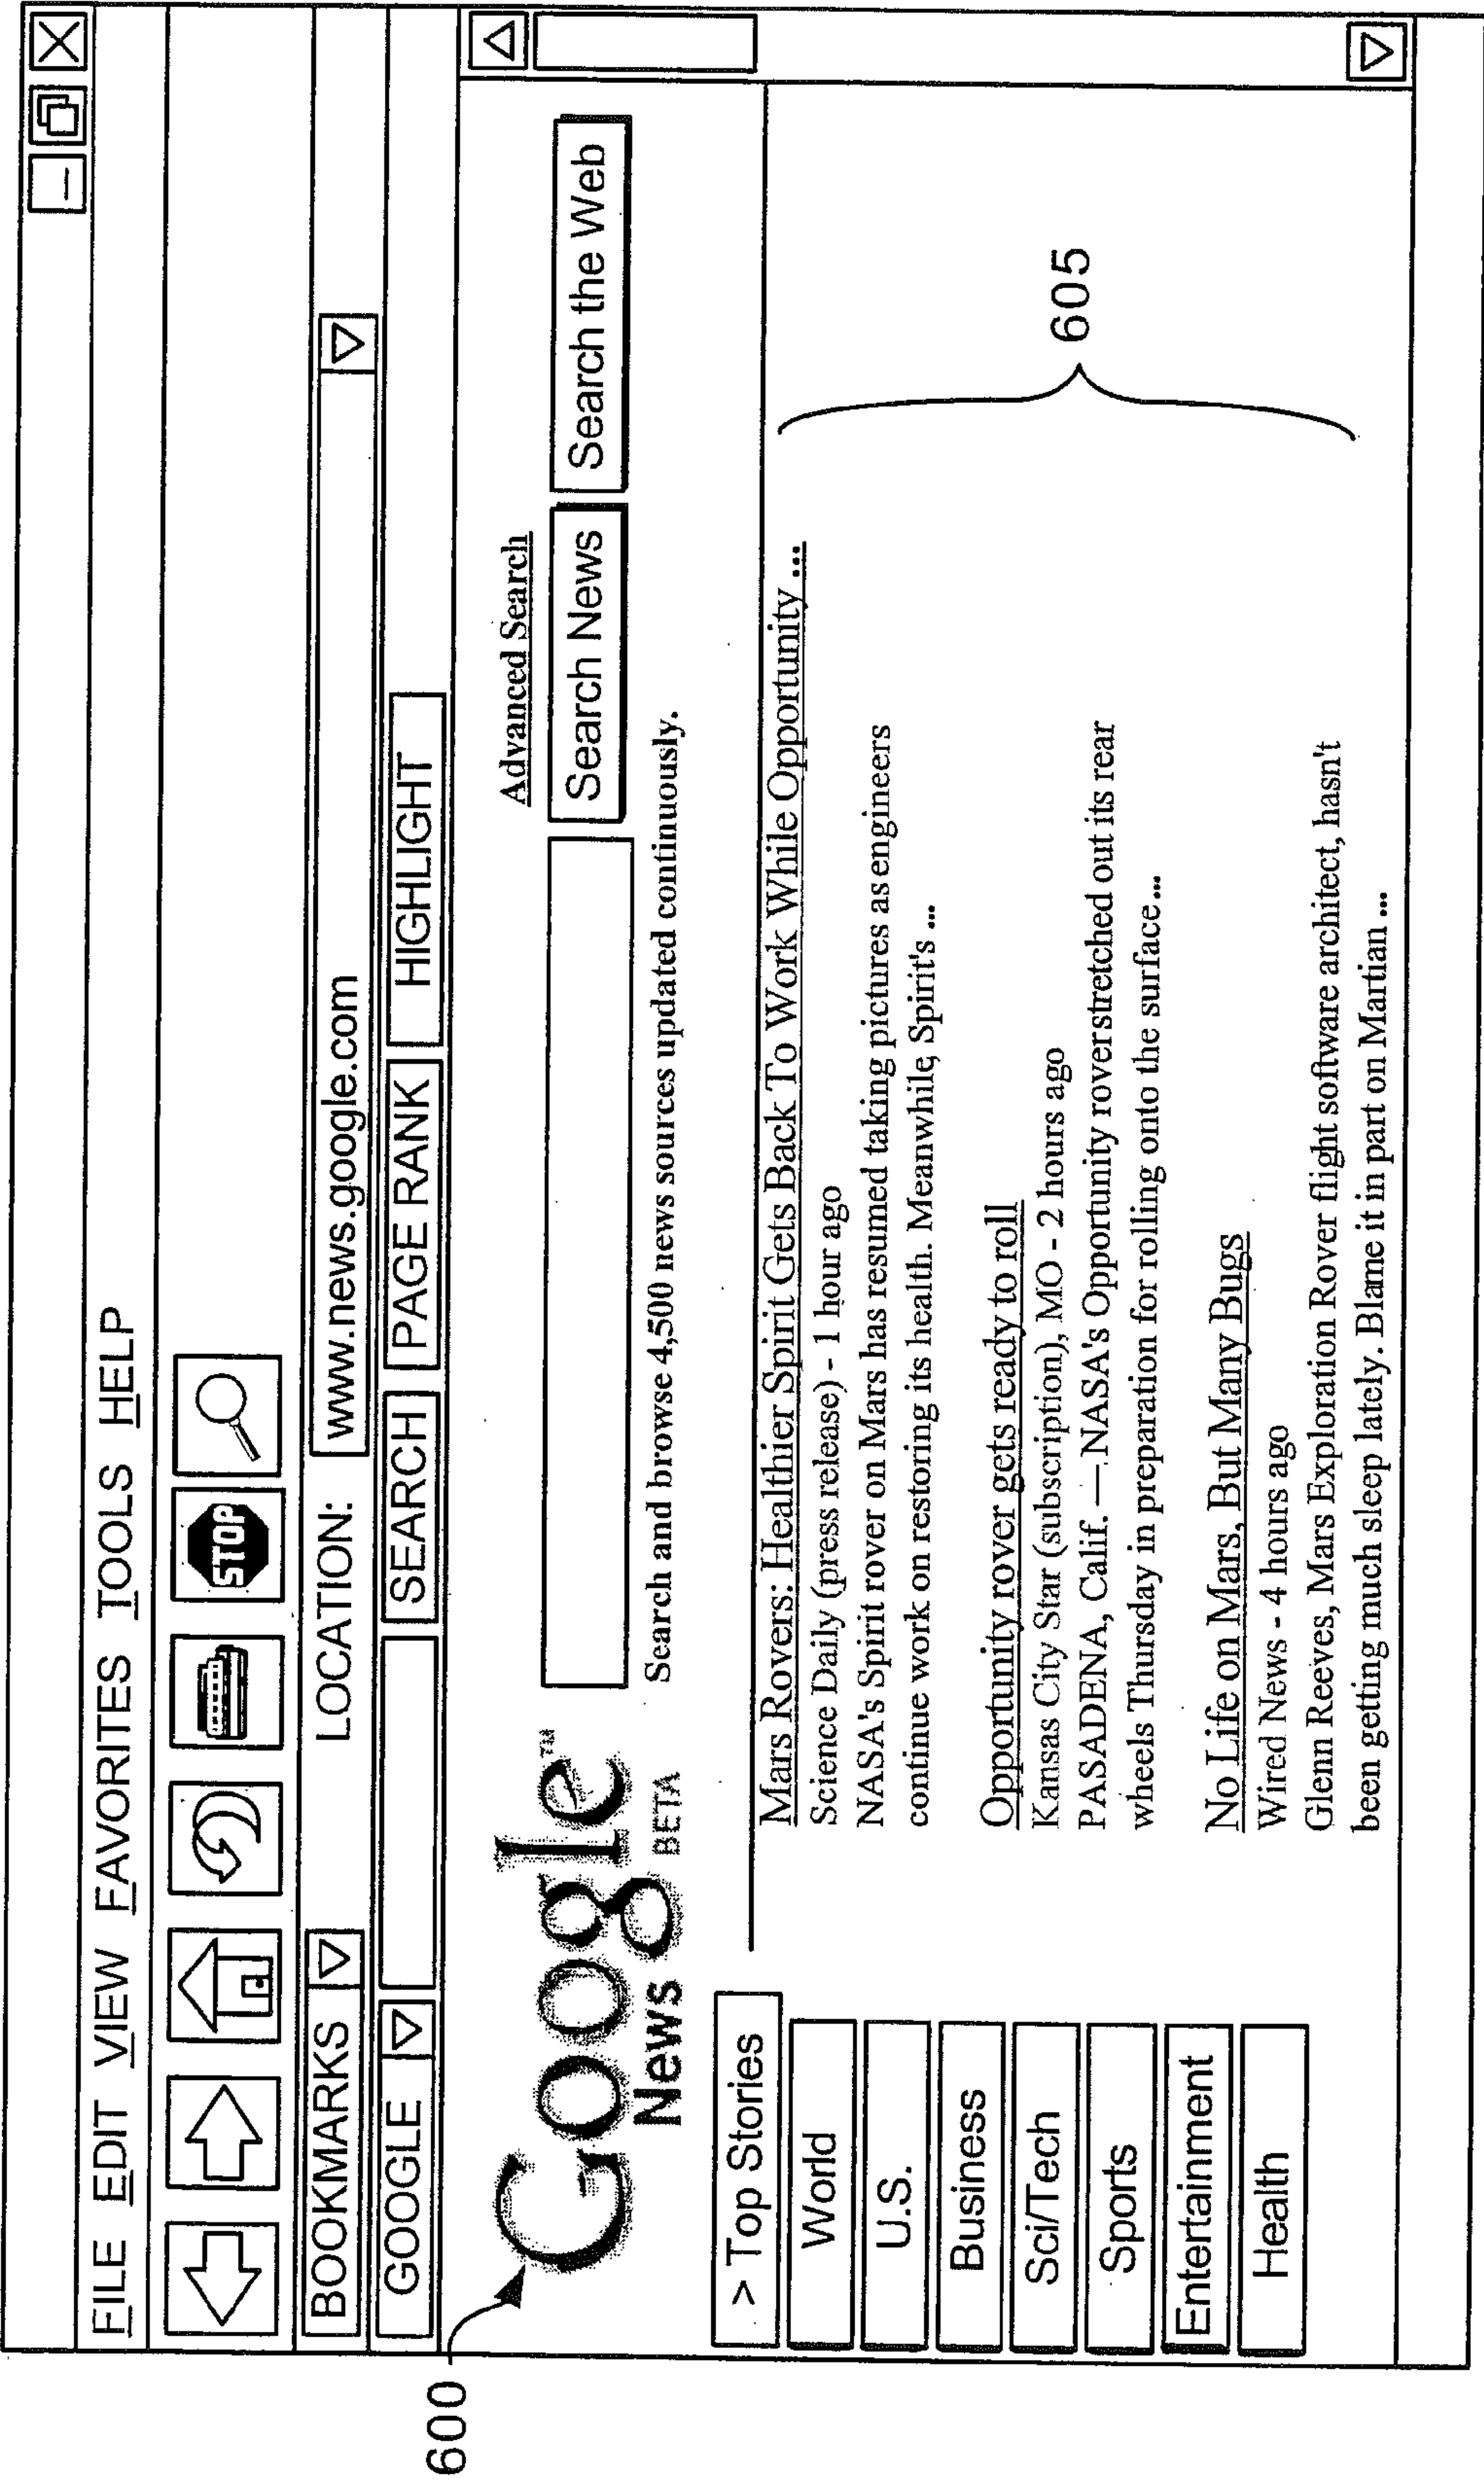 FILE EDIT VIEW FAVORITES TOOLS HELP
STOP
BOOKMARKS LOCATION: www.news.google.com
GOOGLE SEARCH PAGE RANK HIGHLIGHT
600
Advanced Search
Google™ Search News Search the Web
News BETA Search and browse 4,500 news sources updated continuously.
> Top Stories
World
U.S.
Business
Sci/Tech
Sports
Entertainment
Health
Mars Rovers: Healthier Spirit Gets Back To Work While Opportunity ...
Science Daily (press release) - 1 hour ago
NASA's Spirit rover on Mars has resumed taking pictures as engineers
continue work on restoring its health. Meanwhile, Spirit's ...
Opportunity rover gets ready to roll
Kansas City Star (subscription), MO - 2 hours ago
PASADENA, Calif. — NASA's Opportunity roverstretched out its rear
wheels Thursday in preparation for rolling onto the surface...
No Life on Mars, But Many Bugs
Wired News - 4 hours ago
Glenn Reeves, Mars Exploration Rover flight software architect, hasn't
been getting much sleep lately. Blame it in part on Martian ...
605